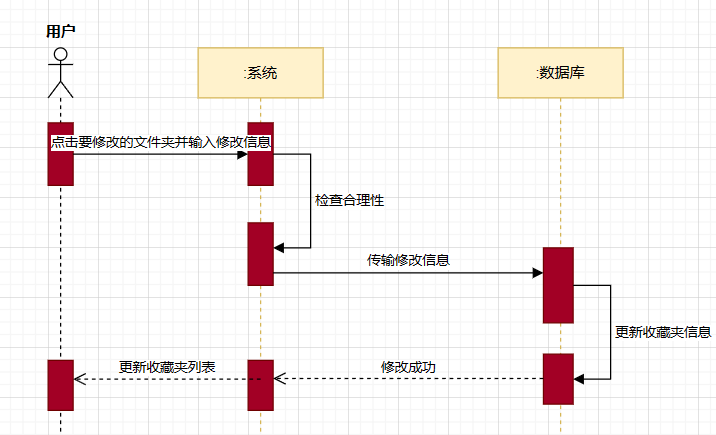 用户
:系统
:数据库
点击要修改的文件夹并输入修改信息
检查合理性
传输修改信息
更新收藏夹信息
更新收藏夹列表
修改成功